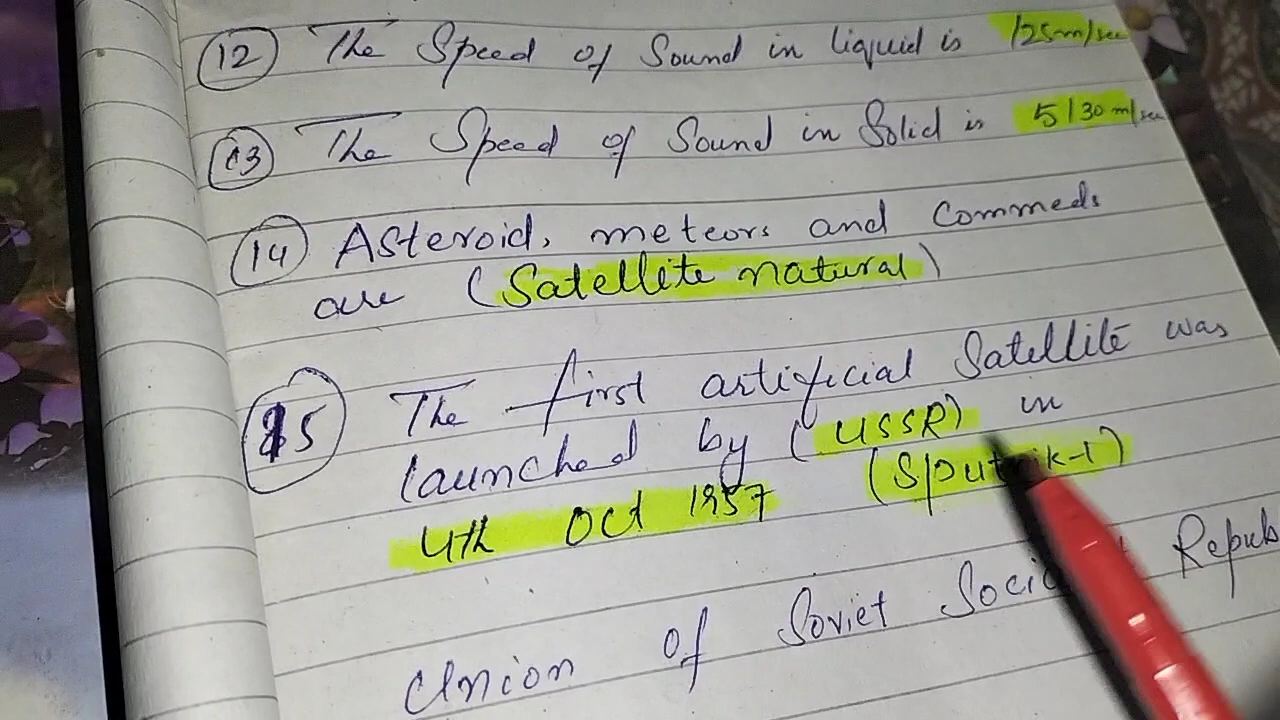 12 The Speed of Sound in liquid is 125m/sec
13 The Speed of Sound in Solid is 5130 m/sec
14 Asteroid, meteors and Commeds
are (Satellite natural)
15 The first artificial Satellite was
launched by (USSR) in
4th Oct 1957 (Sputnik-1)
Union of Soviet Repub